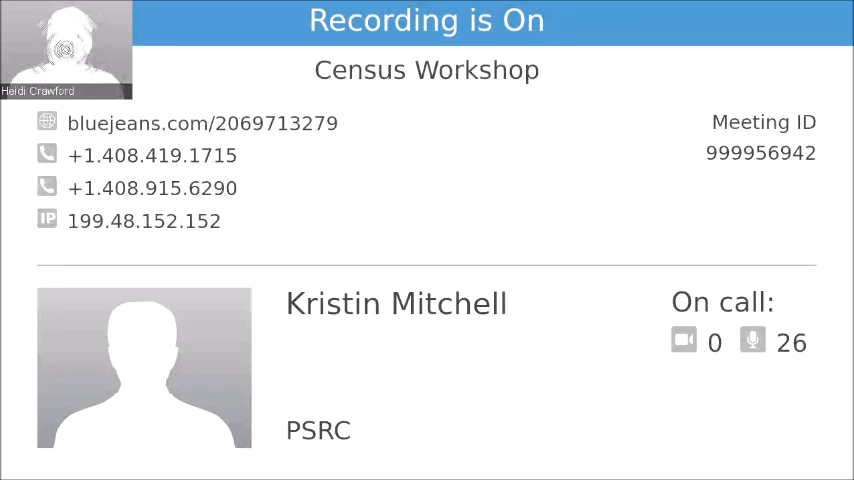 Recording is On
Heidi Crawford
Census Workshop
bluejeans.com/2069713279
+1.408.419.1715
+1.408.915.6290
IP 199.48.152.152
Meeting ID
999956942
Kristin Mitchell
PSRC
On call:
0 26